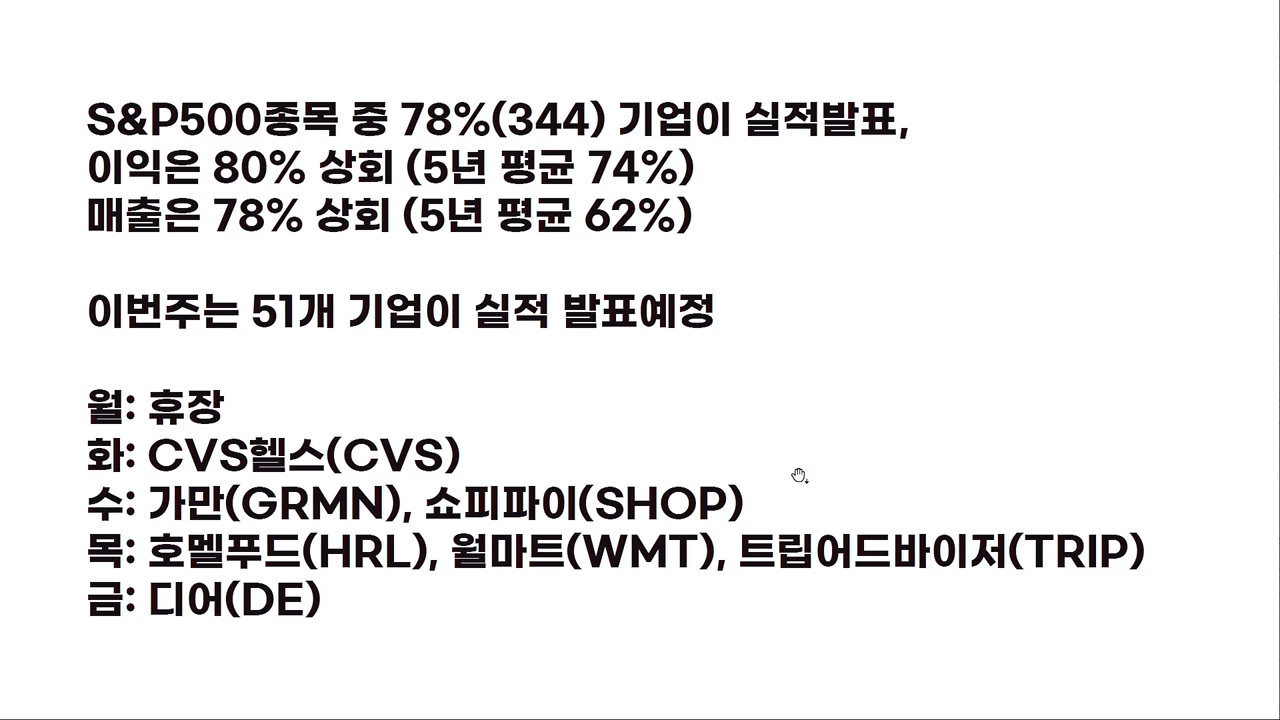 S&P500종목 중 78%(344) 기업이 실적발표,
이익은 80% 상회 (5년 평균 74%)
매출은 78% 상회 (5년 평균 62%)
이번주는 51개 기업이 실적 발표예정
월: 휴장
화: CVS헬스(CVS)
수: 가만(GRMN), 쇼피파이(SHOP)
목: 호멜푸드(HRL), 월마트(WMT), 트립어드바이저(TRIP)
금: 디어(DE)